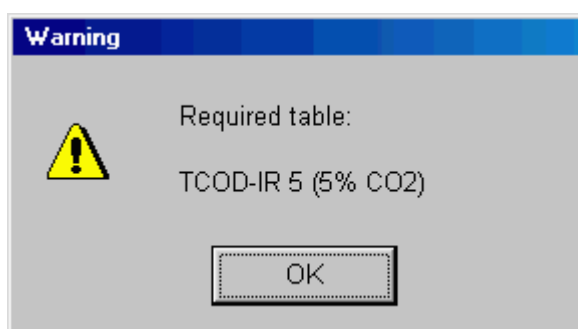 Warning
Required table:
TCOD-IR 5 (5% CO2)
OK